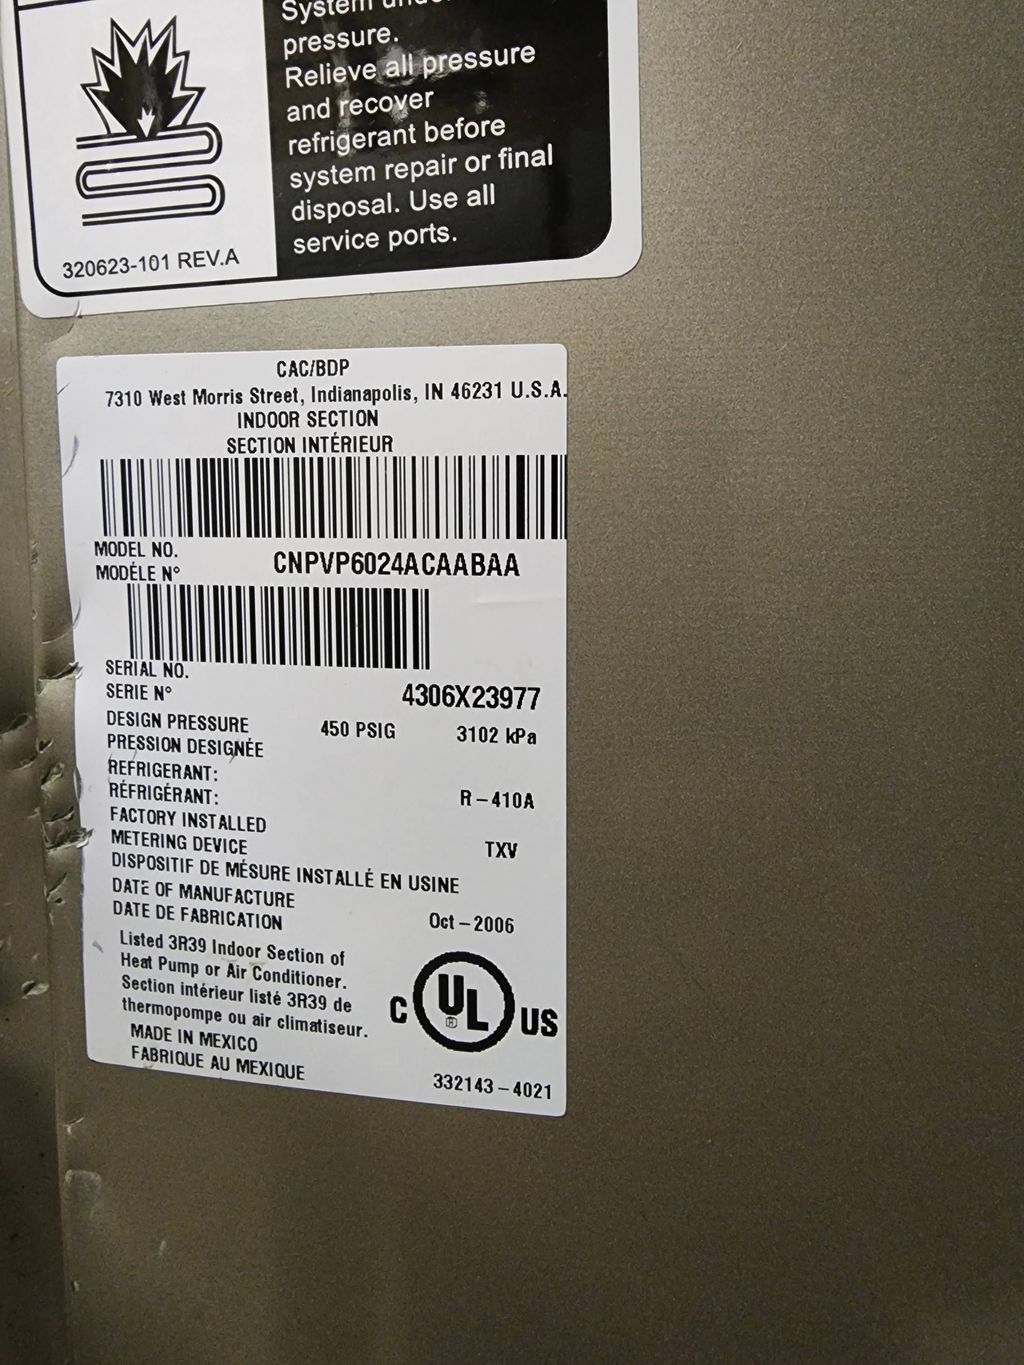 System under
pressure.
Relieve all pressure
and recover
refrigerant before
system repair or final
disposal. Use all
service ports.
320623-101 REV.A
CAC/BDP
7310 West Morris Street, Indianapolis, IN 46231 U.S.A.
INDOOR SECTION
SECTION INTÉRIEUR
MODEL NO.
MODÈLE N° CNPVP6024ACAABAA
SERIAL NO.
SERIE N° 4306X23977
DESIGN PRESSURE 450 PSIG 3102 kPa
PRESSION DESIGNÉE
REFRIGERANT:
RÉFRIGÉRANT: R-410A
FACTORY INSTALLED
METERING DEVICE TXV
DISPOSITIF DE MÉSURE INSTALLÉ EN USINE
DATE OF MANUFACTURE
DATE DE FABRICATION Oct-2006
Listed 3R39 Indoor Section of
Heat Pump or Air Conditioner.
Section intérieur listé 3R39 de
thermopompe ou air climatiseur.
C UL ® US
MADE IN MEXICO
FABRIQUE AU MEXIQUE
332143-4021